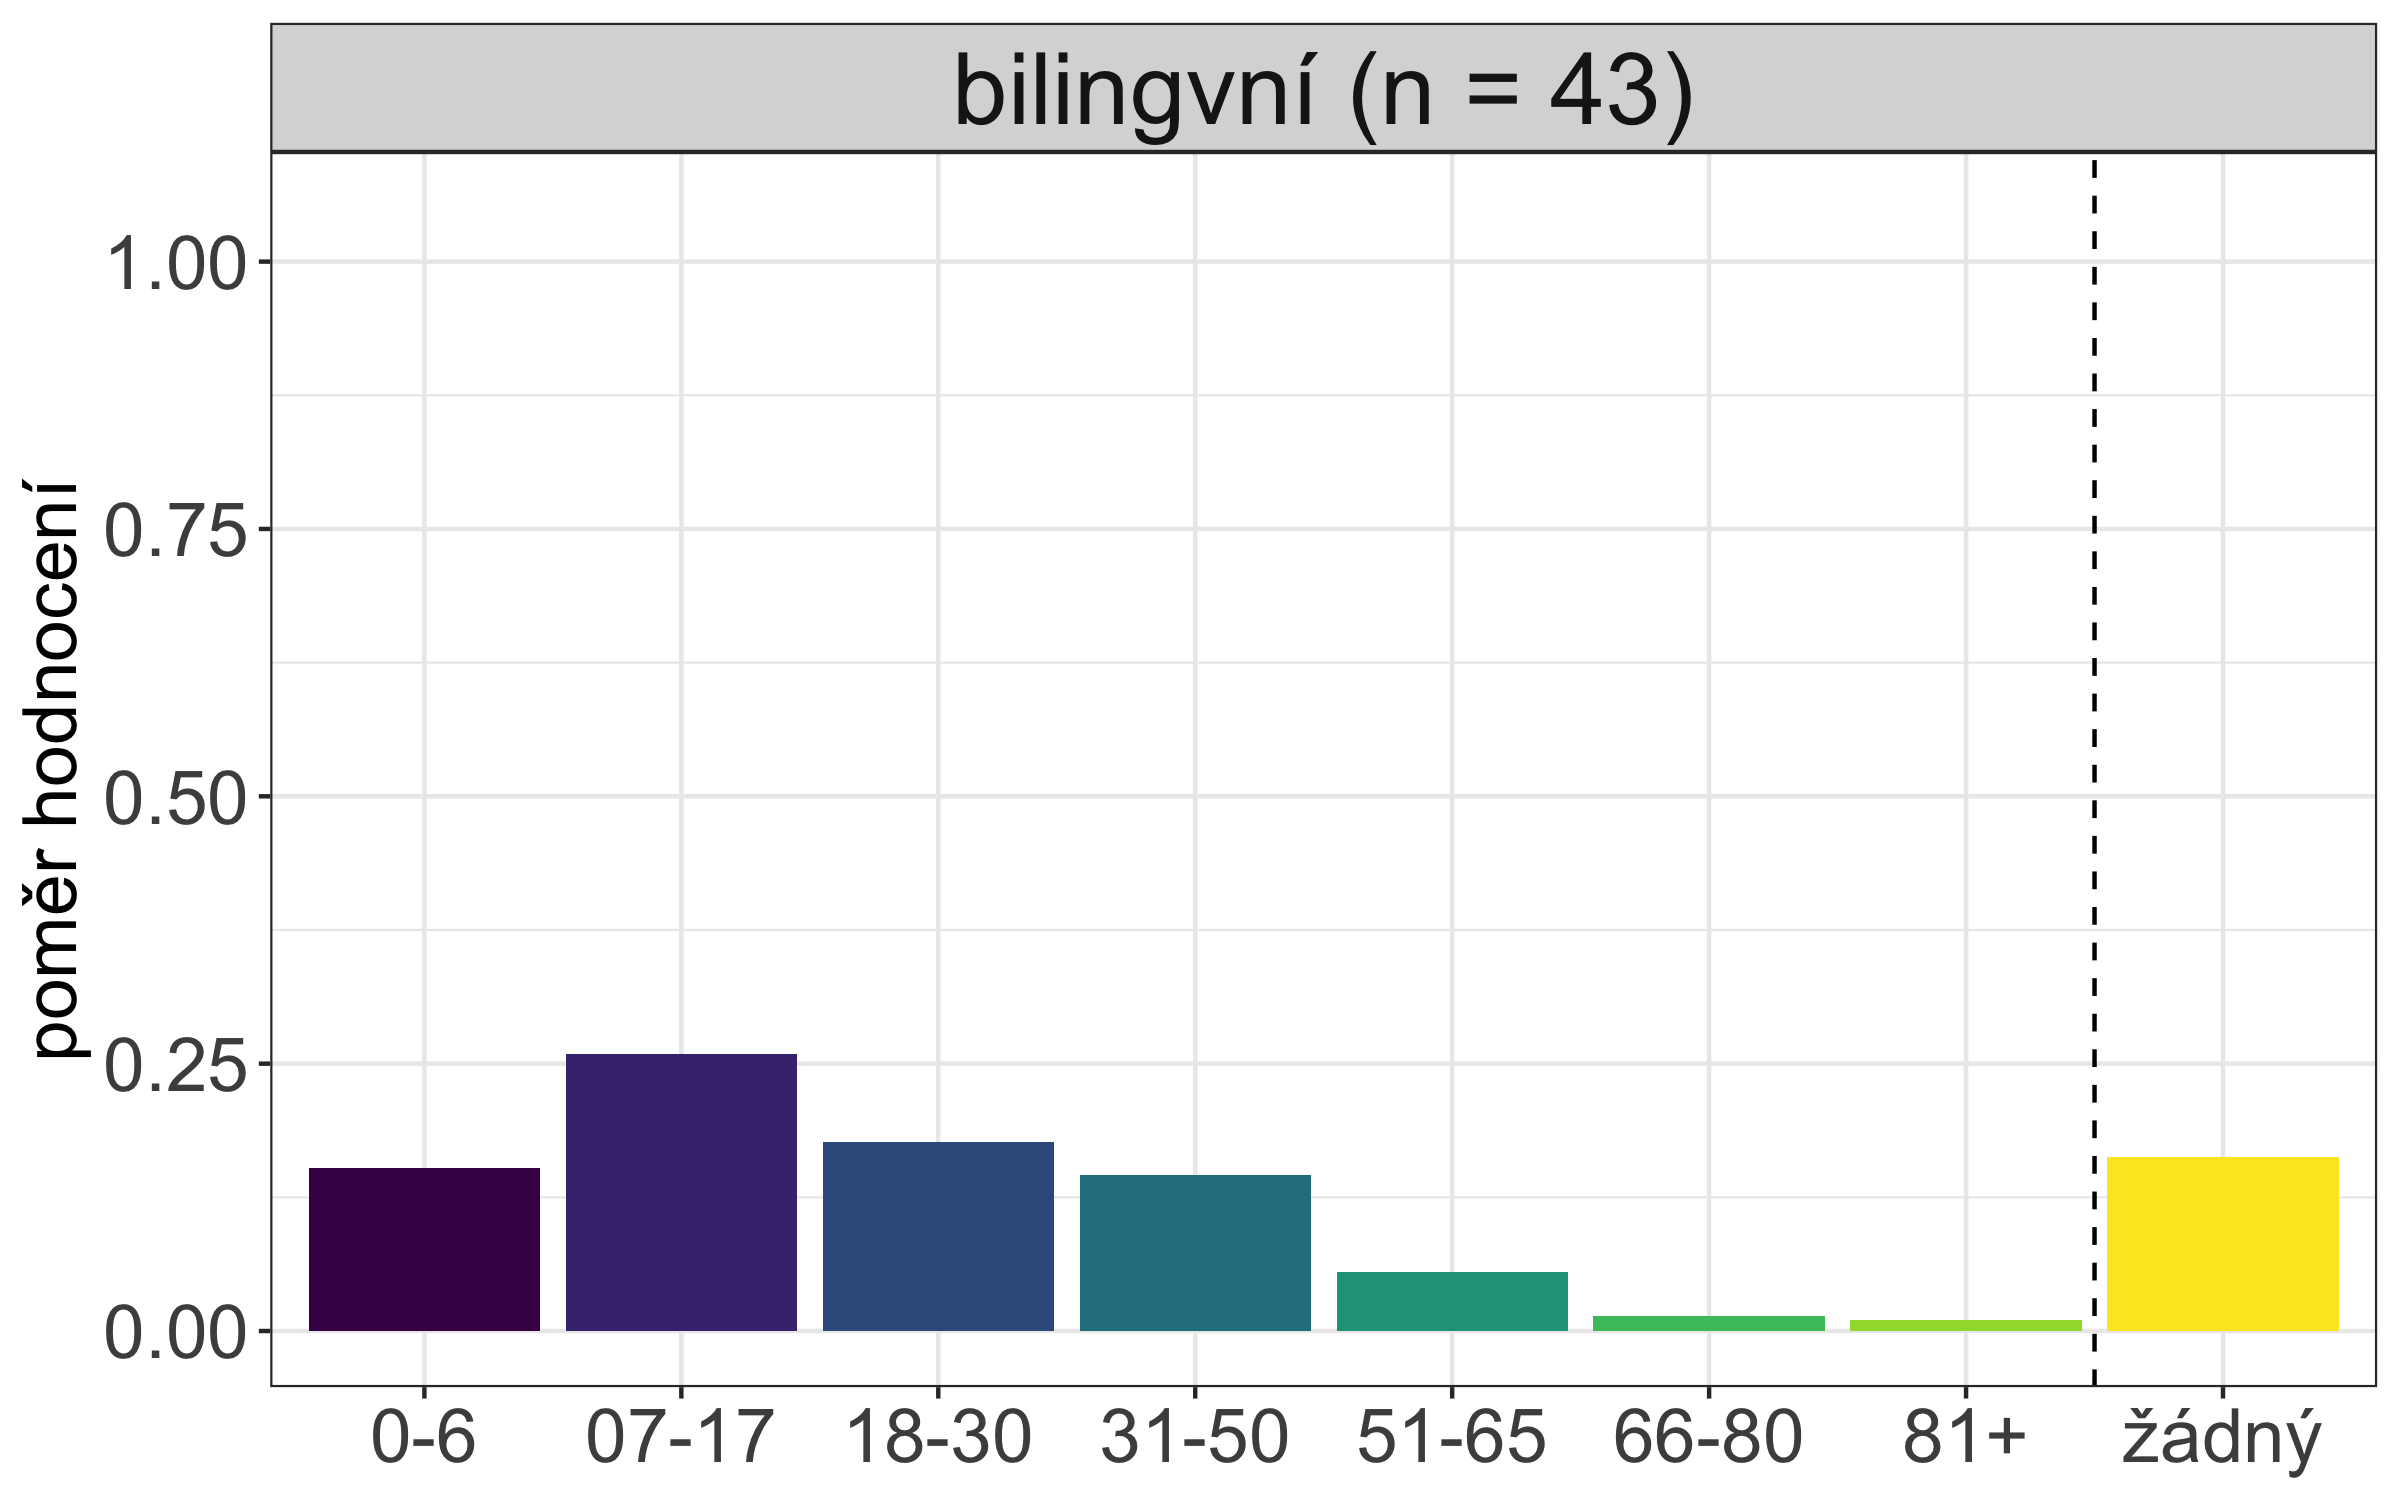 bilingvní (n = 43)
poměr hodnocení
1.00
0.75
0.50
0.25
0.00
0-6 07-17 18-30 31-50 51-65 66-80 81+ žádný